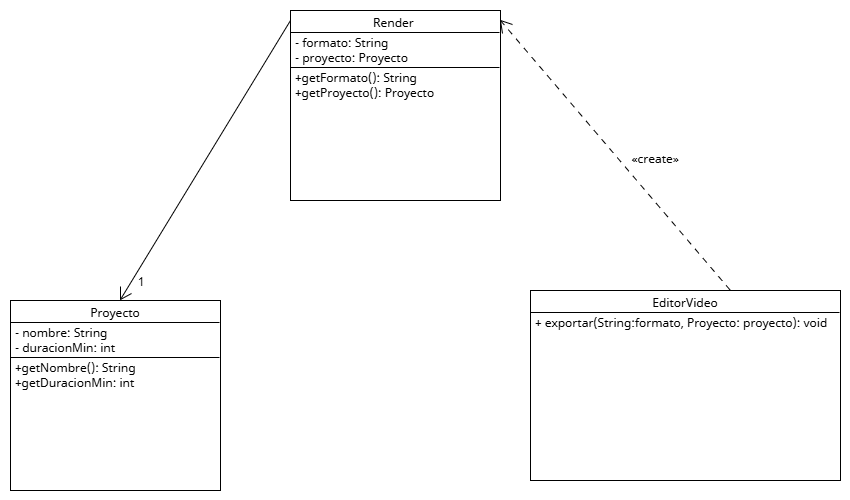 Render
- formato: String
- proyecto: Proyecto
+getFormato(): String
+getProyecto(): Proyecto
«create»
1
Proyecto
- nombre: String
- duracionMin: int
+getNombre(): String
+getDuracionMin: int
EditorVideo
+ exportar(String:formato, Proyecto: proyecto): void